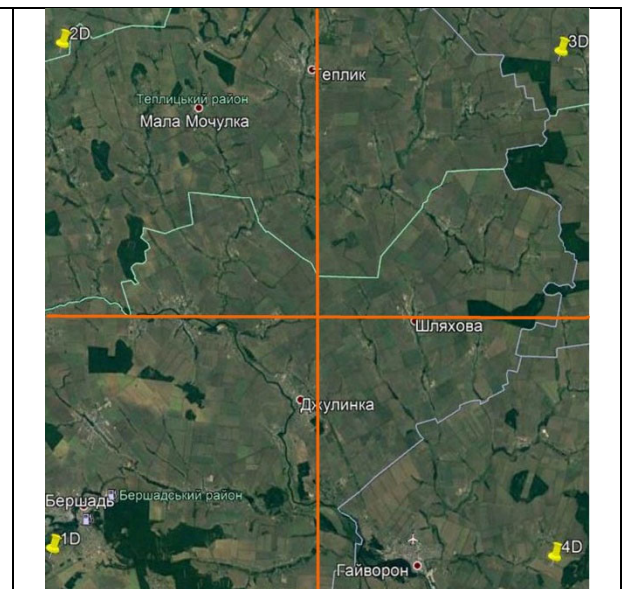 2D
3D
Теплик
Теплицький район
Мала Мочулка
Шляхова
Джулинка
Бершадський район
Бершадь
1D
4D
Гайворон